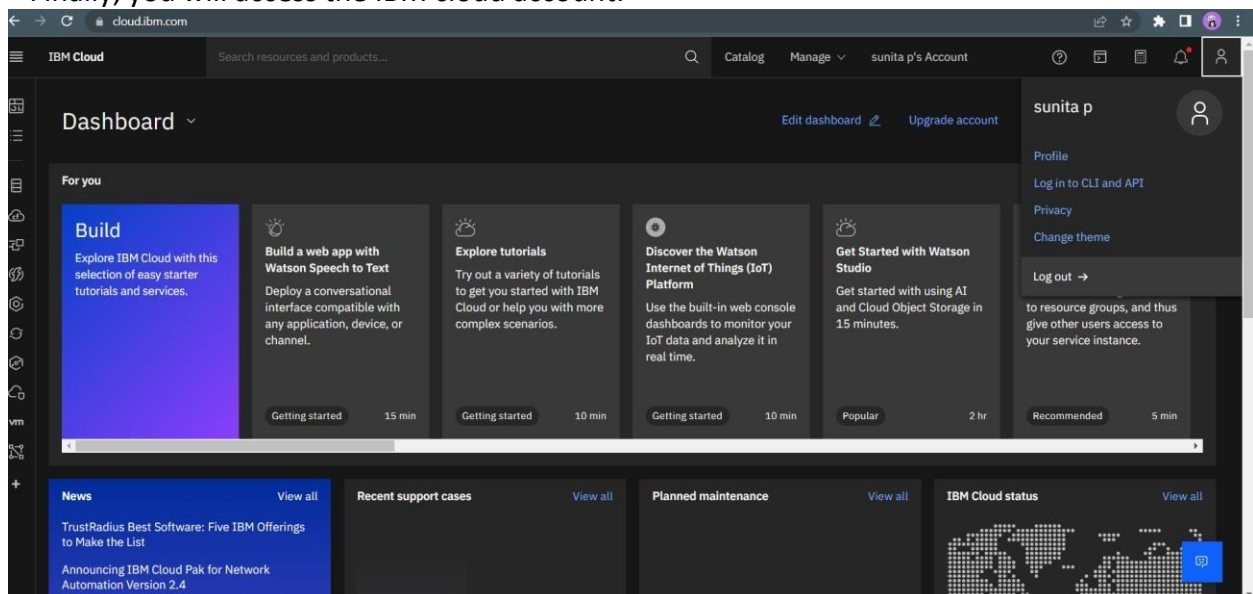 Finally, you will access the IBM cloud account.
cloud.ibm.com
IBM Cloud
Search resources and products...
Catalog
Manage
sunita p's Account
sunita p
Profile
Log in to CLI and API
Privacy
Change theme
Log out →
Dashboard
Edit dashboard
Upgrade account
For you
Build
Explore IBM Cloud with this
selection of easy starter
tutorials and services.
Build a web app with
Watson Speech to Text
Deploy a conversational
interface compatible with
any application, device, or
channel.
Getting started
15 min
Explore tutorials
Try out a variety of tutorials
to get you started with IBM
Cloud or help you with more
complex scenarios.
Getting started
10 min
Discover the Watson
Internet of Things (IoT)
Platform
Use the built-in web console
dashboards to monitor your
IoT data and analyze it in
real time.
Getting started
10 min
Get Started with Watson
Studio
Get started with using AI
and Cloud Object Storage in
15 minutes.
Popular
2 hr
to resource groups, and thus
give other users access to
your service instance.
Recommended
5 min
vm
News
View all
TrustRadius Best Software: Five IBM Offerings
to Make the List
Announcing IBM Cloud Pak for Network
Automation Version 2.4
Recent support cases
View all
Planned maintenance
View all
IBM Cloud status
View all